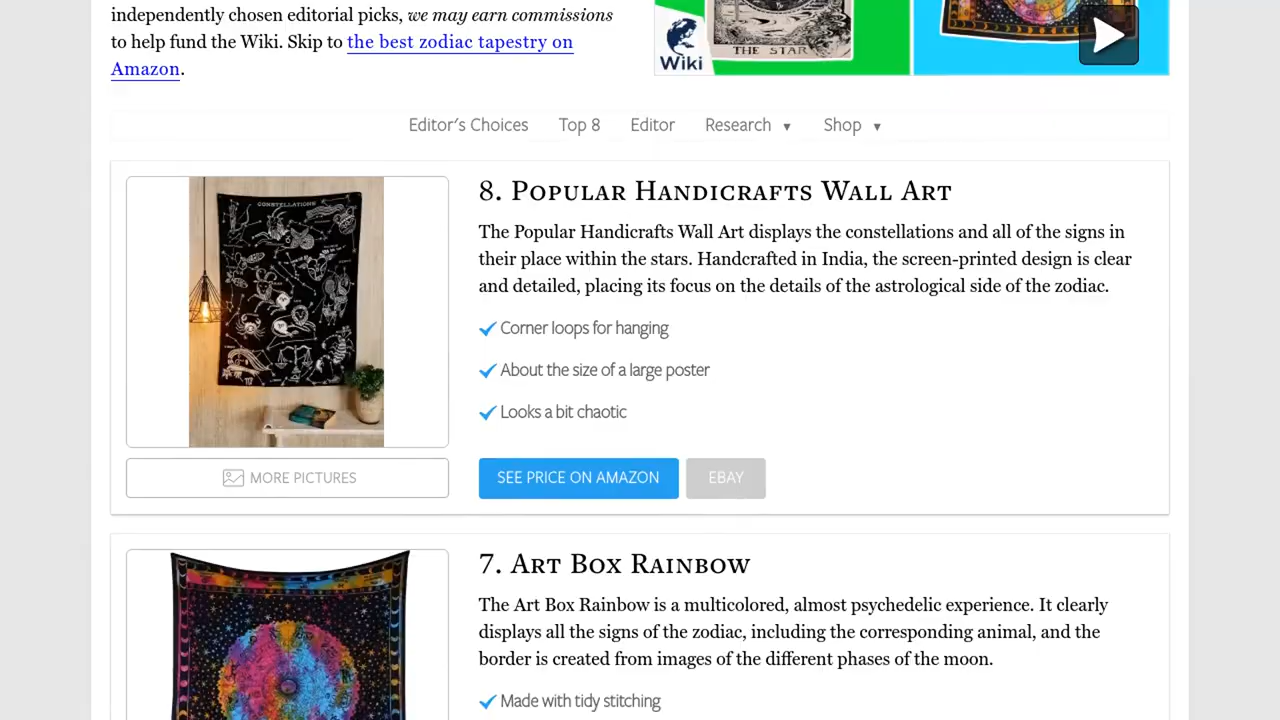 independently chosen editorial picks, we may earn commissions
to help fund the Wiki. Skip to the best zodiac tapestry on
Amazon.
THE STAR
Wiki
Editor's Choices Top 8 Editor Research ▼ Shop ▼
CONSTELLATIONS
8. Popular Handicrafts Wall Art
The Popular Handicrafts Wall Art displays the constellations and all of the signs in
their place within the stars. Handcrafted in India, the screen-printed design is clear
and detailed, placing its focus on the details of the astrological side of the zodiac.
Corner loops for hanging
About the size of a large poster
Looks a bit chaotic
MORE PICTURES
SEE PRICE ON AMAZON
EBAY
7. Art Box Rainbow
The Art Box Rainbow is a multicolored, almost psychedelic experience. It clearly
displays all the signs of the zodiac, including the corresponding animal, and the
border is created from images of the different phases of the moon.
Made with tidy stitching